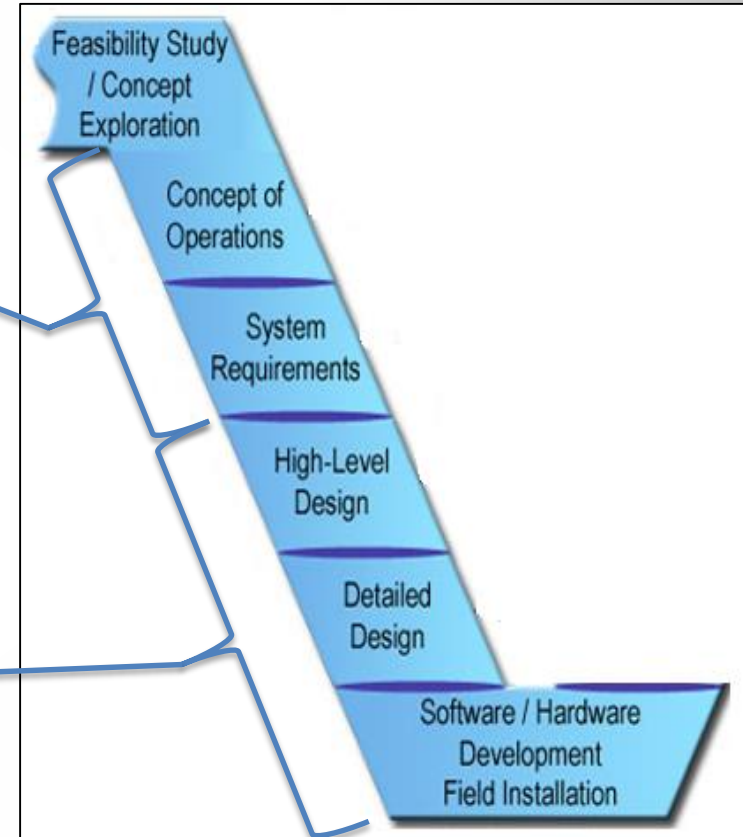 Feasibility Study
/ Concept
Exploration
Concept of
Operations
System
Requirements
High-Level
Design
Detailed
Design
Software / Hardware
Development
Field Installation